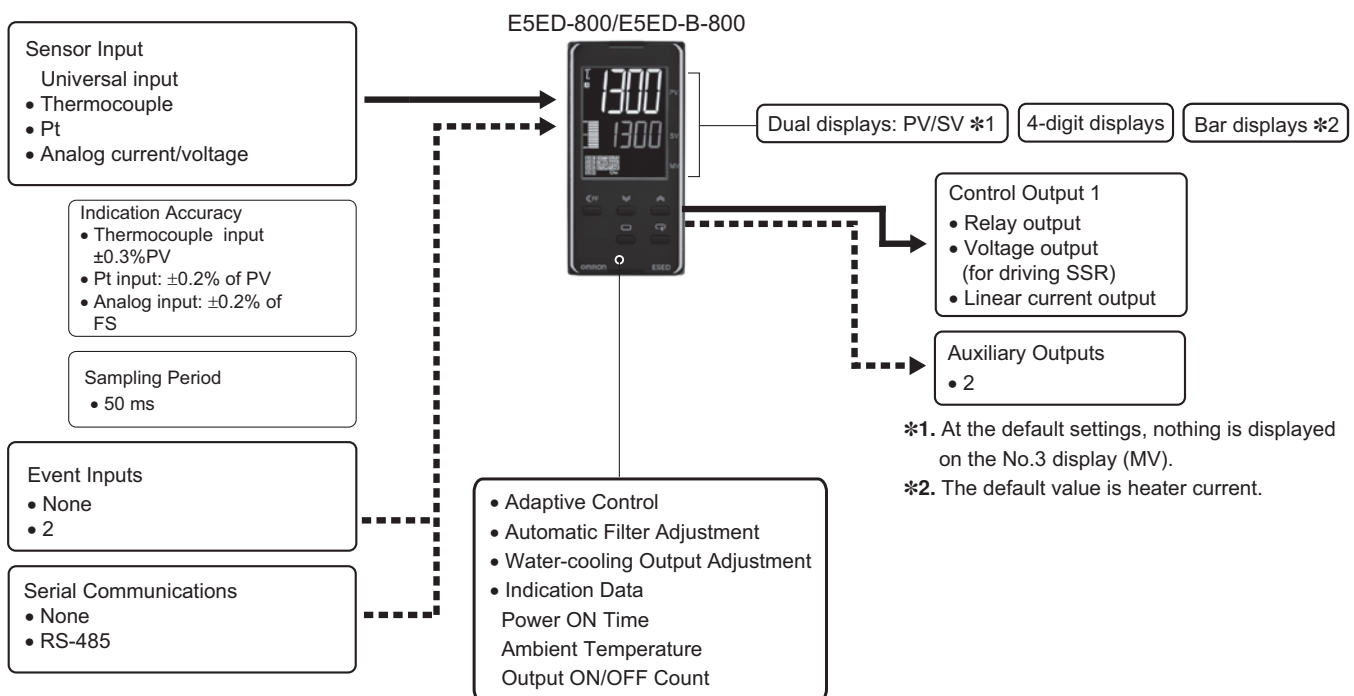 E5ED-800/E5ED-B-800
Sensor Input
Universal input
• Thermocouple
• Pt
• Analog current/voltage
Indication Accuracy
• Thermocouple input
±0.3%PV
• Pt input: ±0.2% of PV
• Analog input: ±0.2% of
FS
Sampling Period
• 50 ms
Event Inputs
• None
• 2
Serial Communications
• None
• RS-485
1300
PV
1300
SV
MV
PF
OMRON
E5ED
Dual displays: PV/SV ✻1
4-digit displays
Bar displays ✻2
Control Output 1
• Relay output
• Voltage output
(for driving SSR)
• Linear current output
Auxiliary Outputs
• 2
✻1. At the default settings, nothing is displayed
on the No.3 display (MV).
✻2. The default value is heater current.
• Adaptive Control
• Automatic Filter Adjustment
• Water-cooling Output Adjustment
• Indication Data
Power ON Time
Ambient Temperature
Output ON/OFF Count